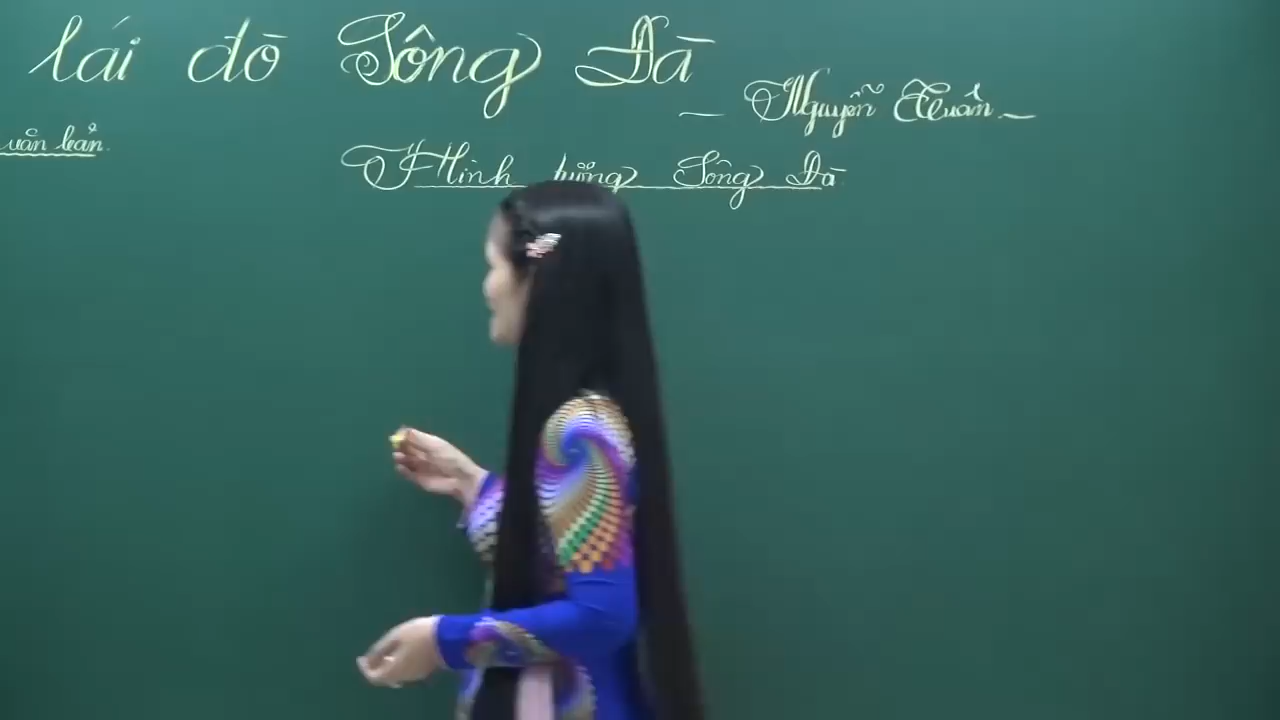 lái đò Sông Đà
– Nguyễn Tuân –
văn bản.
Hình tượng Sông Đà